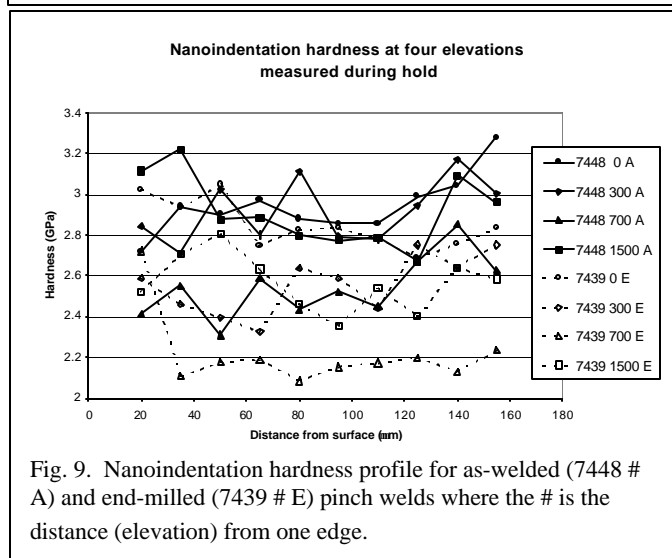 Nanoindentation hardness at four elevations
measured during hold
3.4
3.2
3
2.8
2.6
2.4
2.2
2
Hardness (GPa)
0
20
40
60
80
100
120
140
160
180
Distance from surface (mm)
7448 0 A
7448 300 A
7448 700 A
7448 1500 A
7439 0 E
7439 300 E
7439 700 E
7439 1500 E
Fig. 9. Nanoindentation hardness profile for as-welded (7448 #
A) and end-milled (7439 # E) pinch welds where the # is the
distance (elevation) from one edge.